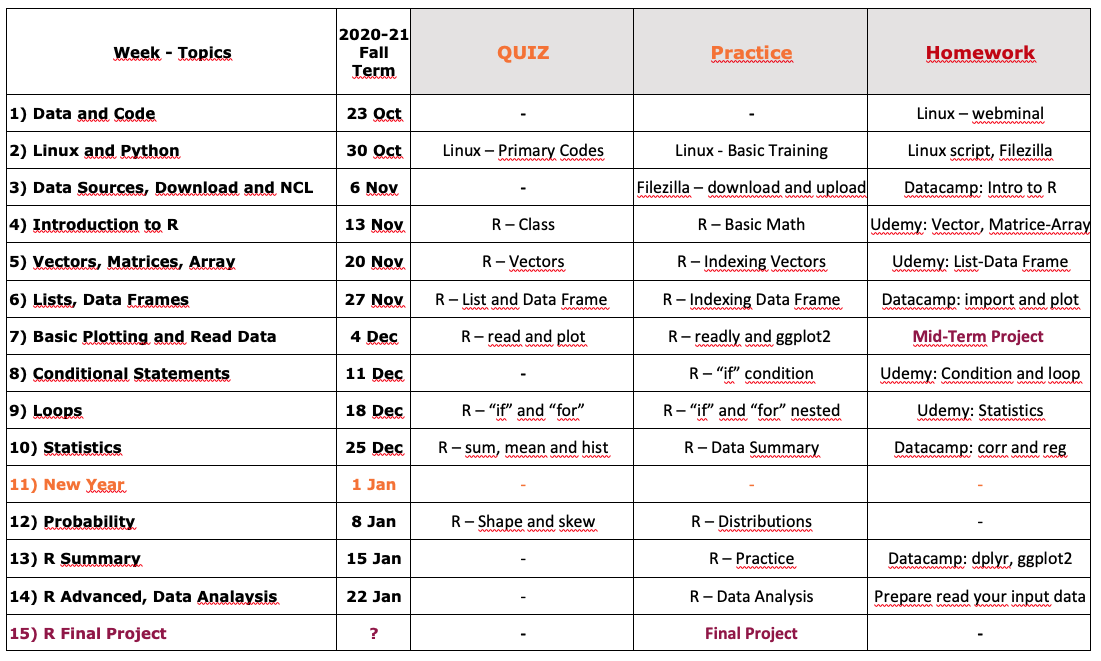 Week - Topics 2020-21 Fall Term QUIZ Practice Homework
1) Data and Code 23 Oct - - Linux – webminal
2) Linux and Python 30 Oct Linux – Primary Codes Linux - Basic Training Linux script, Filezilla
3) Data Sources, Download and NCL 6 Nov - Filezilla – download and upload Datacamp: Intro to R
4) Introduction to R 13 Nov R – Class R – Basic Math Udemy: Vector, Matrice-Array
5) Vectors, Matrices, Array 20 Nov R – Vectors R – Indexing Vectors Udemy: List-Data Frame
6) Lists, Data Frames 27 Nov R – List and Data Frame R – Indexing Data Frame Datacamp: import and plot
7) Basic Plotting and Read Data 4 Dec R – read and plot R – readly and ggplot2 Mid-Term Project
8) Conditional Statements 11 Dec - R – “if” condition Udemy: Condition and loop
9) Loops 18 Dec R – “if” and “for” R – “if” and “for” nested Udemy: Statistics
10) Statistics 25 Dec R – sum, mean and hist R – Data Summary Datacamp: corr and reg
11) New Year 1 Jan - - -
12) Probability 8 Jan R – Shape and skew R – Distributions -
13) R Summary 15 Jan - R – Practice Datacamp: dplyr, ggplot2
14) R Advanced, Data Analaysis 22 Jan - R – Data Analysis Prepare read your input data
15) R Final Project ? - Final Project -